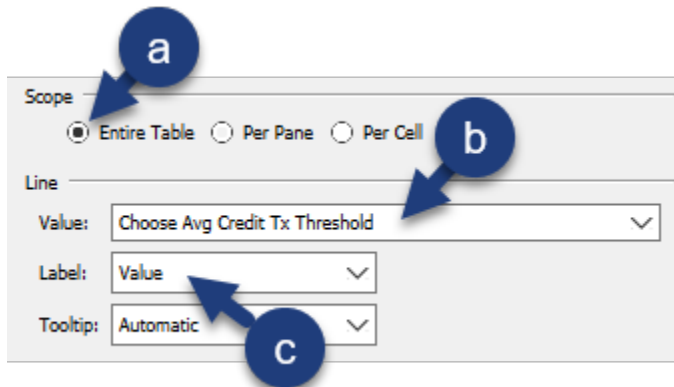 a
Scope
Entire Table Per Pane Per Cell
b
Line
Value: Choose Avg Credit Tx Threshold
Label: Value
Tooltip: Automatic
c